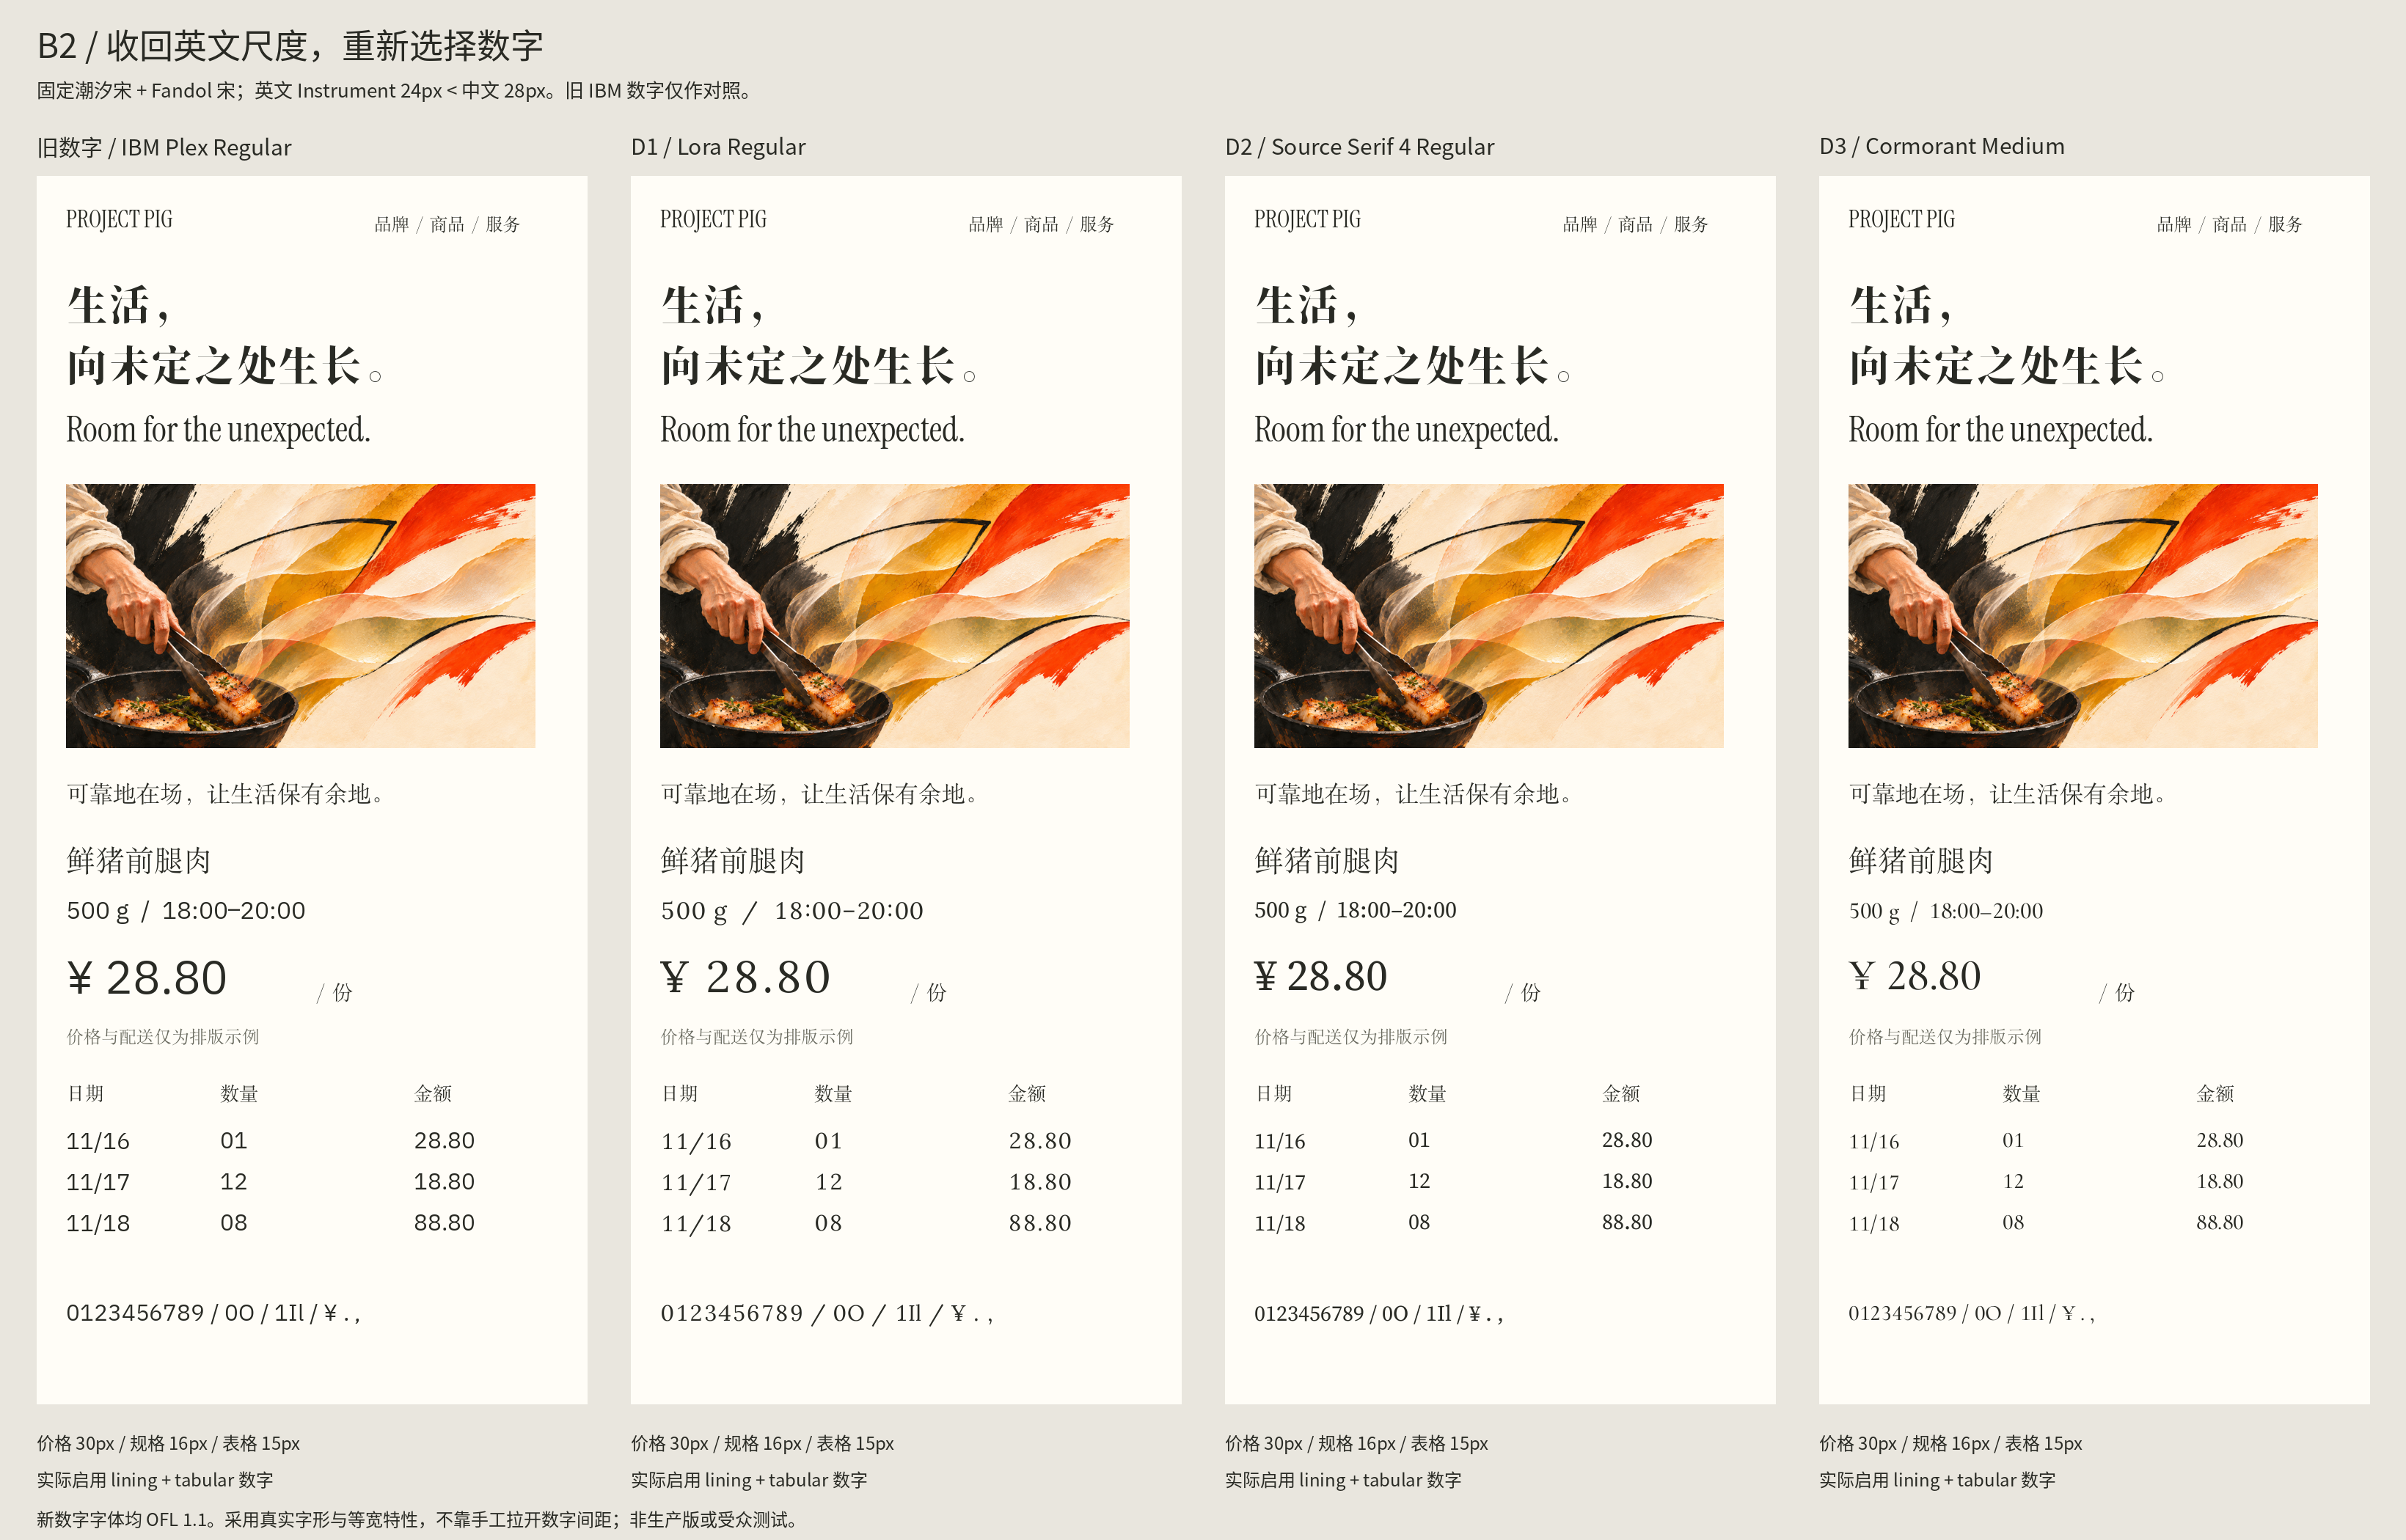 B2 / 收回英文尺度，重新选择数字
固定潮汐宋 + Fandol 宋；英文 Instrument 24px < 中文 28px。旧 IBM 数字仅作对照。
旧数字 / IBM Plex Regular
PROJECT PIG
品牌 / 商品 / 服务
生活，
向未定之处生长。
Room for the unexpected.
可靠地在场，让生活保有余地。
鲜猪前腿肉
500 g / 18:00–20:00
¥ 28.80 / 份
价格与配送仅为排版示例
日期 数量 金额
11/16 01 28.80
11/17 12 18.80
11/18 08 88.80
0123456789 / 0O / 1Il / ¥ . ,
价格 30px / 规格 16px / 表格 15px
实际启用 lining + tabular 数字
D1 / Lora Regular
PROJECT PIG
品牌 / 商品 / 服务
生活，
向未定之处生长。
Room for the unexpected.
可靠地在场，让生活保有余地。
鲜猪前腿肉
500 g / 18:00–20:00
¥ 28.80 / 份
价格与配送仅为排版示例
日期 数量 金额
11/16 01 28.80
11/17 12 18.80
11/18 08 88.80
0123456789 / 0O / 1Il / ¥ . ,
价格 30px / 规格 16px / 表格 15px
实际启用 lining + tabular 数字
D2 / Source Serif 4 Regular
PROJECT PIG
品牌 / 商品 / 服务
生活，
向未定之处生长。
Room for the unexpected.
可靠地在场，让生活保有余地。
鲜猪前腿肉
500 g / 18:00–20:00
¥ 28.80 / 份
价格与配送仅为排版示例
日期 数量 金额
11/16 01 28.80
11/17 12 18.80
11/18 08 88.80
0123456789 / 0O / 1Il / ¥ . ,
价格 30px / 规格 16px / 表格 15px
实际启用 lining + tabular 数字
D3 / Cormorant Medium
PROJECT PIG
品牌 / 商品 / 服务
生活，
向未定之处生长。
Room for the unexpected.
可靠地在场，让生活保有余地。
鲜猪前腿肉
500 g / 18:00–20:00
¥ 28.80 / 份
价格与配送仅为排版示例
日期 数量 金额
11/16 01 28.80
11/17 12 18.80
11/18 08 88.80
0123456789 / 0O / 1Il / ¥ . ,
价格 30px / 规格 16px / 表格 15px
实际启用 lining + tabular 数字
新数字字体均 OFL 1.1。采用真实字形与等宽特性，不靠手工拉开数字间距；非生产版或受众测试。